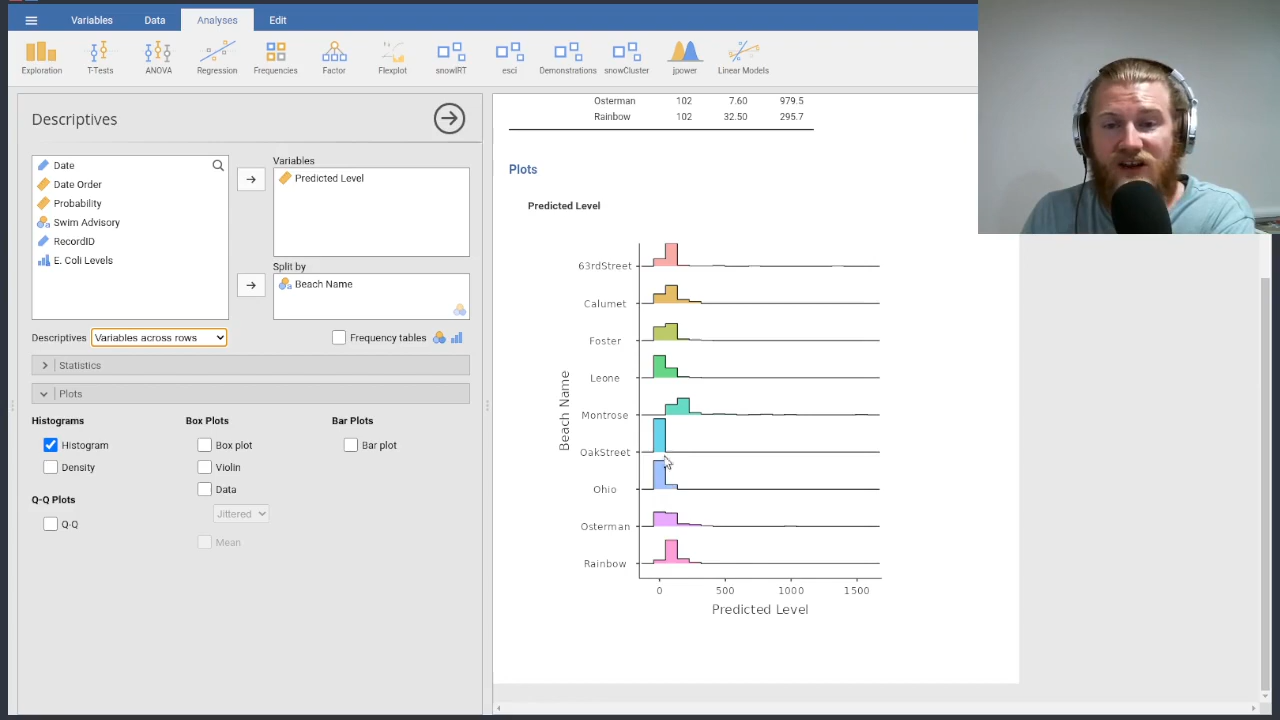 Variables Data Analyses Edit
Exploration T-Tests ANOVA Regression Frequencies Factor Flexplot snowIRT esci Demonstrations snowCluster jpower Linear Models
Descriptives
Date
Date Order
Probability
Swim Advisory
RecordID
E. Coli Levels
Variables
Predicted Level
Split by
Beach Name
Descriptives Variables across rows Frequency tables
Statistics
Plots
Histograms Box Plots Bar Plots
Histogram Box plot Bar plot
Density Violin
Data
Q-Q Plots
Jittered
Q-Q
Mean
Osterman 102 7.60 979.5
Rainbow 102 32.50 295.7
Plots
Predicted Level
63rdStreet
Calumet
Foster
Leone
Montrose
OakStreet
Ohio
Osterman
Rainbow
Beach Name
0 500 1000 1500
Predicted Level